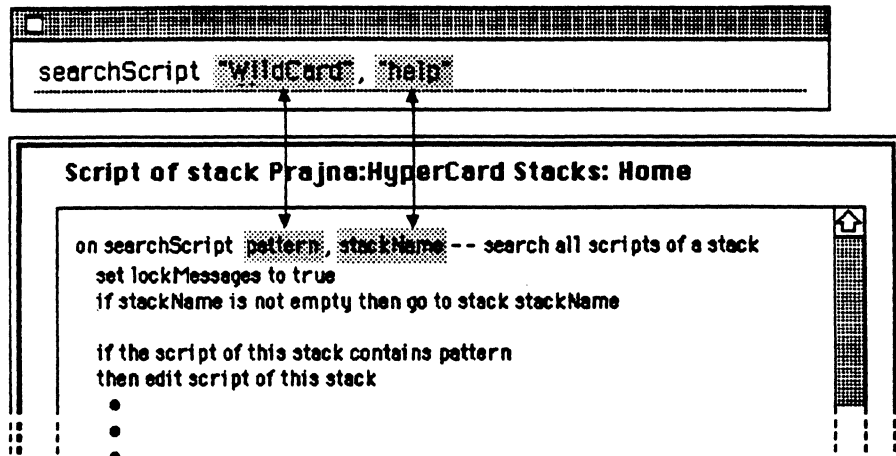 searchScript "WildCard", "help"
Script of stack Prajna:HyperCard Stacks: Home
on searchScript pattern, stackName -- search all scripts of a stack
set lockMessages to true
if stackName is not empty then go to stack stackName
if the script of this stack contains pattern
then edit script of this stack